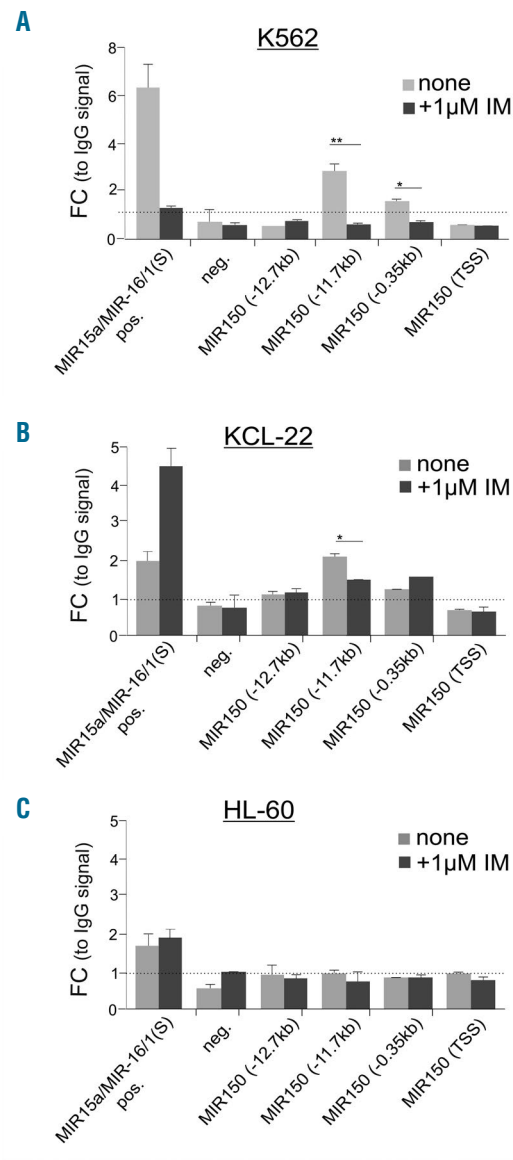 A
K562
8
6
4
2
0
FC (to IgG signal)
none
+1µM IM
**
*
MIR15a/MIR-16/1(S)
pos.
neg.
MIR150 (-12.7kb)
MIR150 (-11.7kb)
MIR150 (-0.35kb)
MIR150 (TSS)
B
KCL-22
5
4
3
2
1
0
FC (to IgG signal)
none
+1µM IM
*
MIR15a/MIR-16/1(S)
pos.
neg.
MIR150 (-12.7kb)
MIR150 (-11.7kb)
MIR150 (-0.35kb)
MIR150 (TSS)
C
HL-60
5
4
3
2
1
0
FC (to IgG signal)
none
+1µM IM
MIR15a/MIR-16/1(S)
pos.
neg.
MIR150 (-12.7kb)
MIR150 (-11.7kb)
MIR150 (-0.35kb)
MIR150 (TSS)